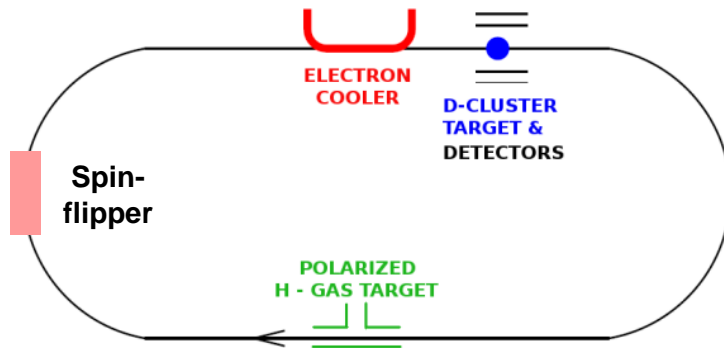 ELECTRON
COOLER
D-CLUSTER
TARGET &
DETECTORS
Spin-
flipper
POLARIZED
H - GAS TARGET